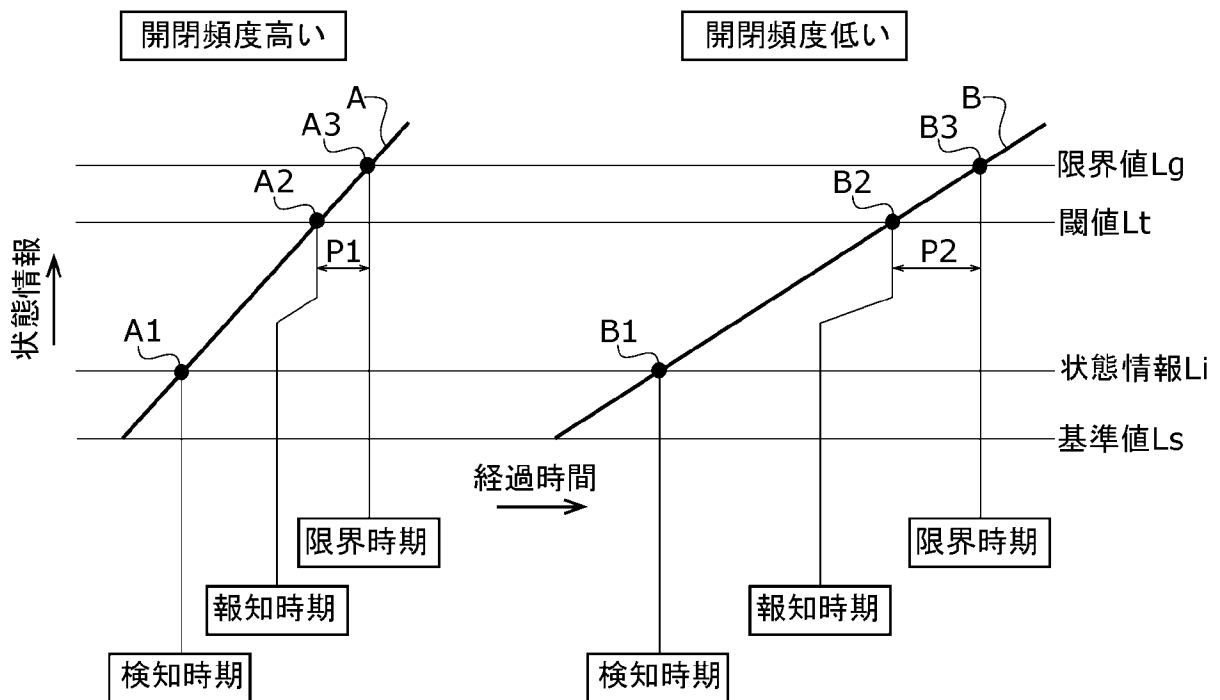 開閉頻度高い
開閉頻度低い
A
A3
A2
A1
P1
B
B3
B2
B1
P2
限界値Lg
閾値Lt
状態情報Li
基準値Ls
状態情報
経過時間
限界時期
報知時期
検知時期
限界時期
報知時期
検知時期